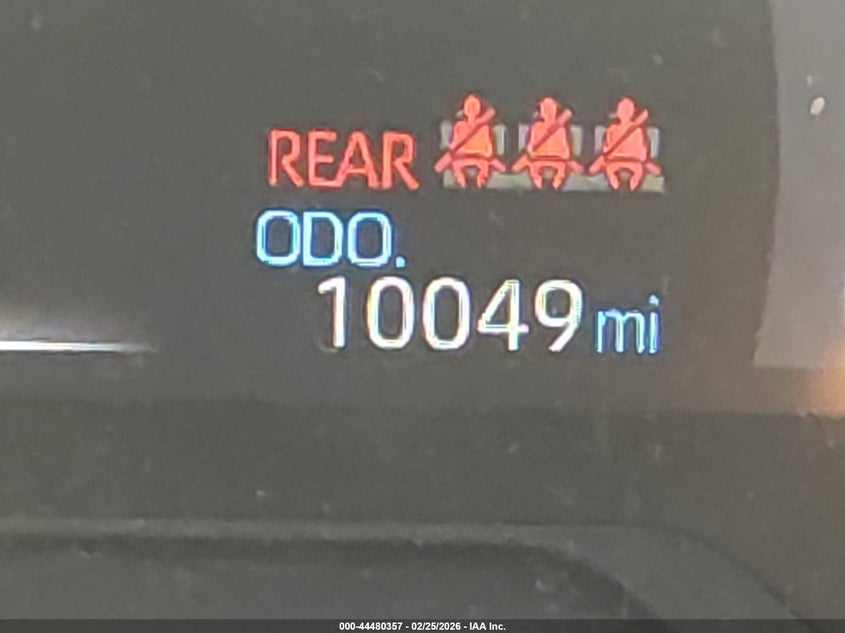 REAR
ODO.
10049 mi
000-44480357 - 02/25/2026 - IAA Inc.